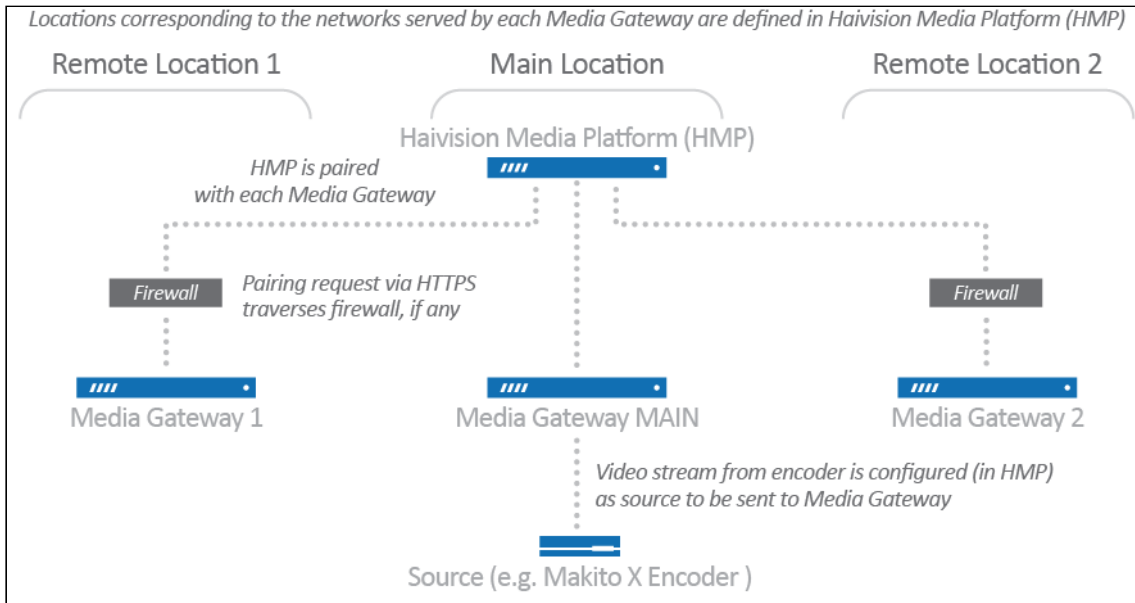 Locations corresponding to the networks served by each Media Gateway are defined in Haivision Media Platform (HMP)
Remote Location 1
Main Location
Remote Location 2
Haivision Media Platform (HMP)
HMP is paired
with each Media Gateway
Firewall
Pairing request via HTTPS
traverses firewall, if any
Firewall
Media Gateway 1
Media Gateway MAIN
Media Gateway 2
Video stream from encoder is configured (in HMP)
as source to be sent to Media Gateway
Source (e.g. Makito X Encoder )